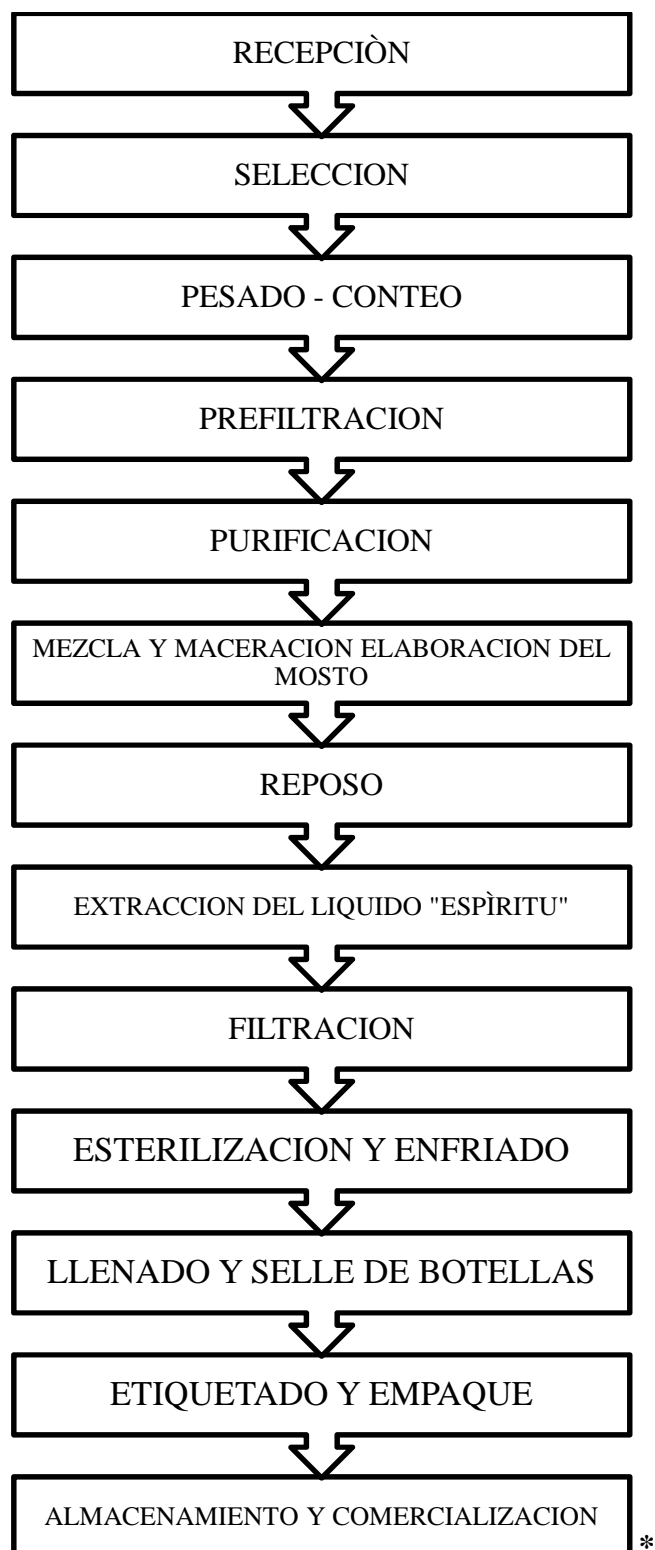 RECEPCIÒN
SELECCION
PESADO - CONTEO
PREFILTRACION
PURIFICACION
MEZCLA Y MACERACION ELABORACION DEL
MOSTO
REPOSO
EXTRACCION DEL LIQUIDO "ESPÌRITU"
FILTRACION
ESTERILIZACION Y ENFRIADO
LLENADO Y SELLE DE BOTELLAS
ETIQUETADO Y EMPAQUE
ALMACENAMIENTO Y COMERCIALIZACION
*